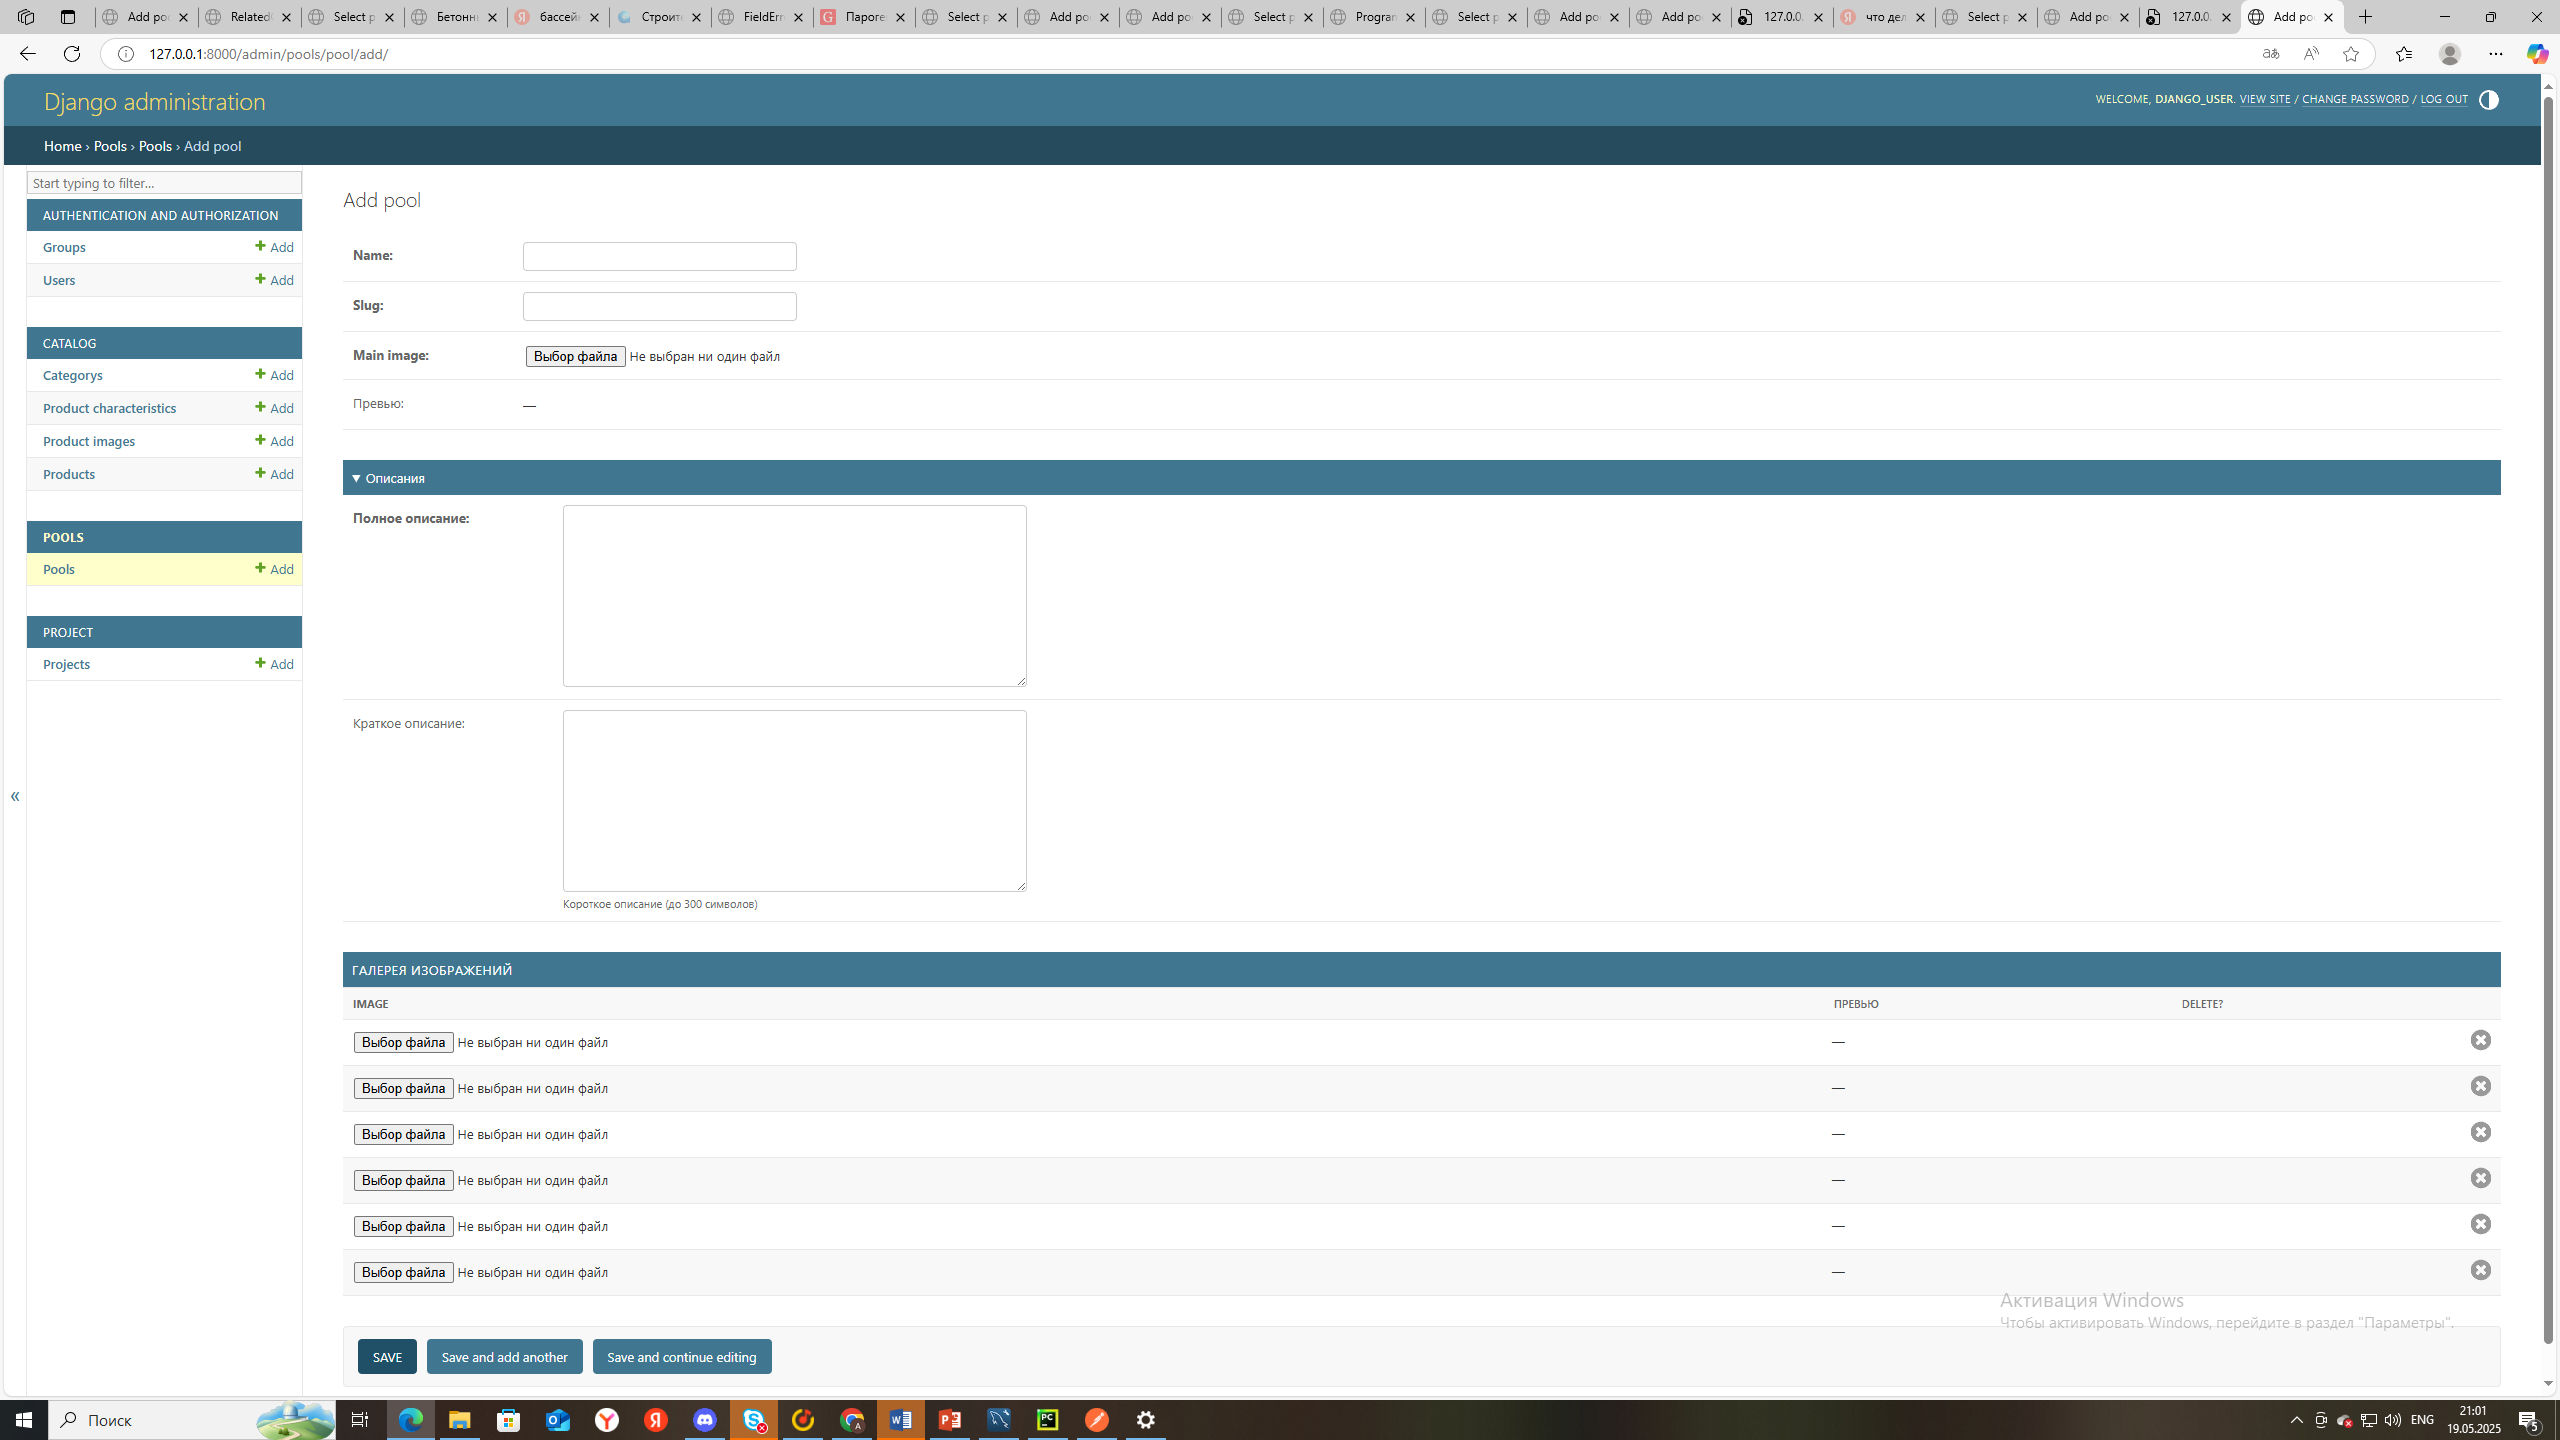 Add po
Related
Select p
Бетонн
бассей
Строит
FieldErr
Пароге
Select p
Add po
Add po
Select p
Program
Select p
Add po
Add po
127.0.0.
что дел
Select p
Add po
127.0.0.
Add po
127.0.0.1:8000/admin/pools/pool/add/
Django administration
WELCOME, DJANGO_USER. VIEW SITE / CHANGE PASSWORD / LOG OUT
Home › Pools › Pools › Add pool
Start typing to filter...
AUTHENTICATION AND AUTHORIZATION
Groups Add
Users Add
CATALOG
Categorys Add
Product characteristics Add
Product images Add
Products Add
POOLS
Pools Add
PROJECT
Projects Add
«
Add pool
Name:
Slug:
Main image: Выбор файла Не выбран ни один файл
Превью: —
Описания
Полное описание:
Краткое описание:
Короткое описание (до 300 символов)
ГАЛЕРЕЯ ИЗОБРАЖЕНИЙ
IMAGE ПРЕВЬЮ DELETE?
Выбор файла Не выбран ни один файл —
Выбор файла Не выбран ни один файл —
Выбор файла Не выбран ни один файл —
Выбор файла Не выбран ни один файл —
Выбор файла Не выбран ни один файл —
Выбор файла Не выбран ни один файл —
SAVE Save and add another Save and continue editing
Активация Windows
Чтобы активировать Windows, перейдите в раздел "Параметры".
Поиск
ENG
21:01
19.05.2025
5